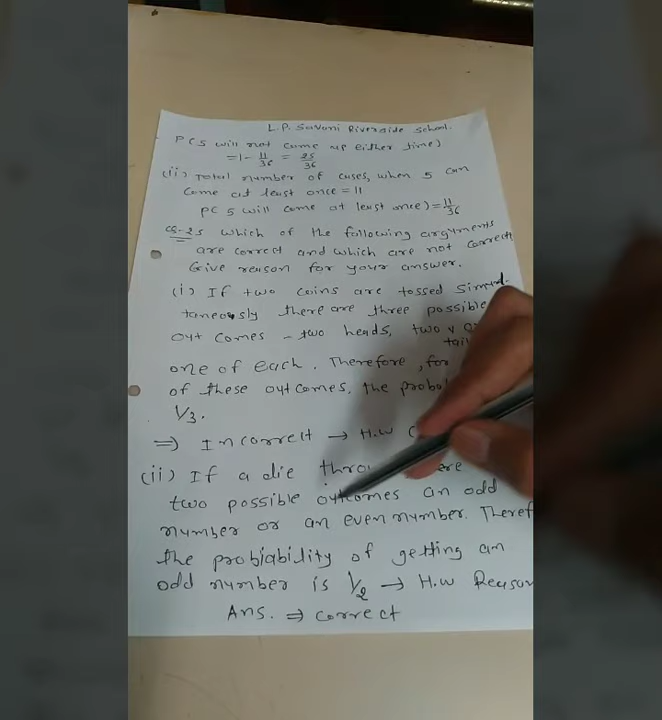 L.P. Savani Riverside School.
P(5 will not come up either time)
= 1 - 11/36 = 25/36
(ii) Total number of cases, when 5 can
come at least once = 11
P(5 will come at least once) = 11/36
Q-25 which of the following arguments
are correct and which are not correct
Give reason for your answer.
(i) If two coins are tossed simul-
taneously there are three possible
out comes - two heads, two
tail
one of each. Therefore, for
of these outcomes, the
1/3.
⇒ Incorrect → H.W
(ii) If a die
two possible outcomes an odd
number or an even number. Theref
the probjability of getting an
odd number is 1/2 → H.W Reason
Ans. ⇒ correct